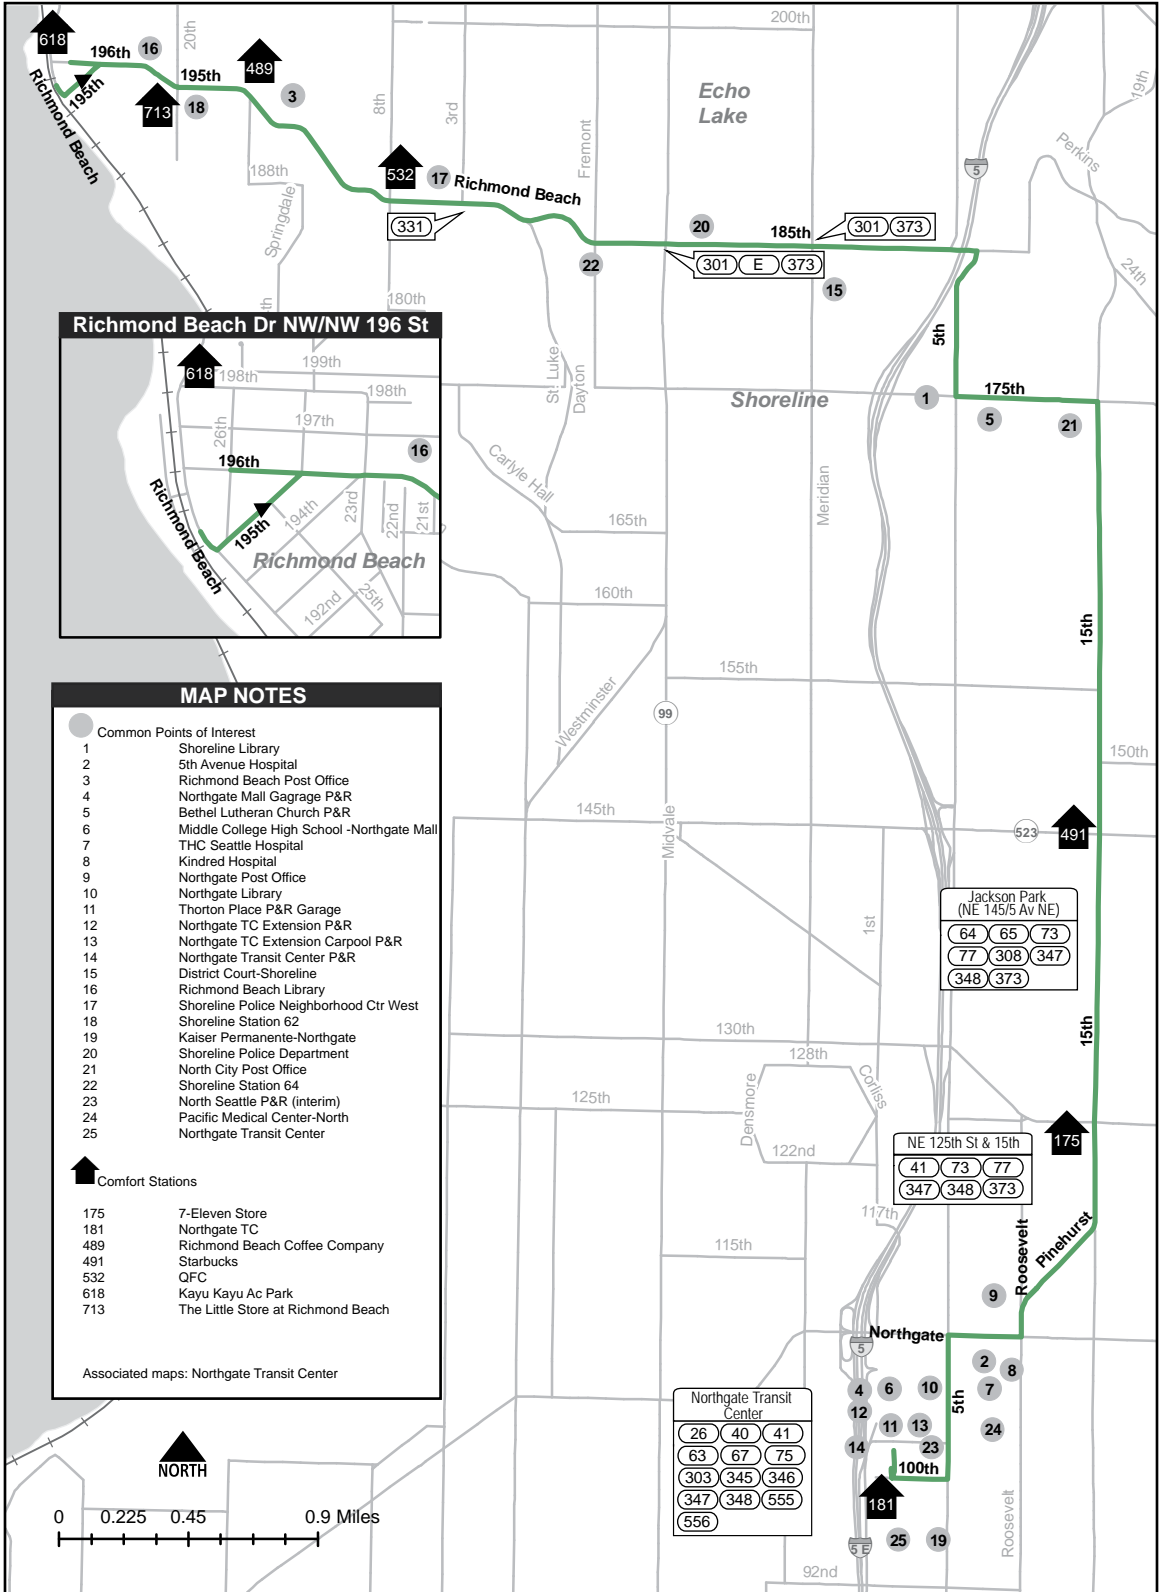 618
16
20th
196th
195th
195th
Richmond Beach
713
18
489
3
188th
Springdale
8th
3rd
532
17
Richmond Beach
331
200th
Echo
Lake
Fremont
22
20
185th
301 373
301 E 373
15
5
19th
Perkins
24th
180th
5th
175th
1
5
21
Shoreline
St. Luke
Dayton
Carlyle Hall
Meridian
165th
160th
155th
Westminster
99
15th
150th
145th
Midvale
523
491
Richmond Beach Dr NW/NW 196 St
618
199th
198th
198th
197th
26th
16
196th
195th
194th
23rd
22nd
21st
Richmond Beach
Richmond Beach
192nd
25th
MAP NOTES
Common Points of Interest
1 Shoreline Library
2 5th Avenue Hospital
3 Richmond Beach Post Office
4 Northgate Mall Gagrage P&R
5 Bethel Lutheran Church P&R
6 Middle College High School -Northgate Mall
7 THC Seattle Hospital
8 Kindred Hospital
9 Northgate Post Office
10 Northgate Library
11 Thorton Place P&R Garage
12 Northgate TC Extension P&R
13 Northgate TC Extension Carpool P&R
14 Northgate Transit Center P&R
15 District Court-Shoreline
16 Richmond Beach Library
17 Shoreline Police Neighborhood Ctr West
18 Shoreline Station 62
19 Kaiser Permanente-Northgate
20 Shoreline Police Department
21 North City Post Office
22 Shoreline Station 64
23 North Seattle P&R (interim)
24 Pacific Medical Center-North
25 Northgate Transit Center
Comfort Stations
175 7-Eleven Store
181 Northgate TC
489 Richmond Beach Coffee Company
491 Starbucks
532 QFC
618 Kayu Kayu Ac Park
713 The Little Store at Richmond Beach
Associated maps: Northgate Transit Center
Jackson Park
(NE 145/5 Av NE)
64 65 73
77 308 347
348 373
1st
130th
128th
Densmore
Corliss
125th
122nd
15th
175
NE 125th St & 15th
41 73 77
347 348 373
117th
115th
Roosevelt
Pinehurst
9
Northgate
5
2
8
4
6
10
7
5th
12
11
13
24
14
23
100th
181
25
19
5 E
Roosevelt
92nd
Northgate Transit
Center
26 40 41
63 67 75
303 345 346
347 348 555
556
NORTH
0 0.225 0.45 0.9 Miles